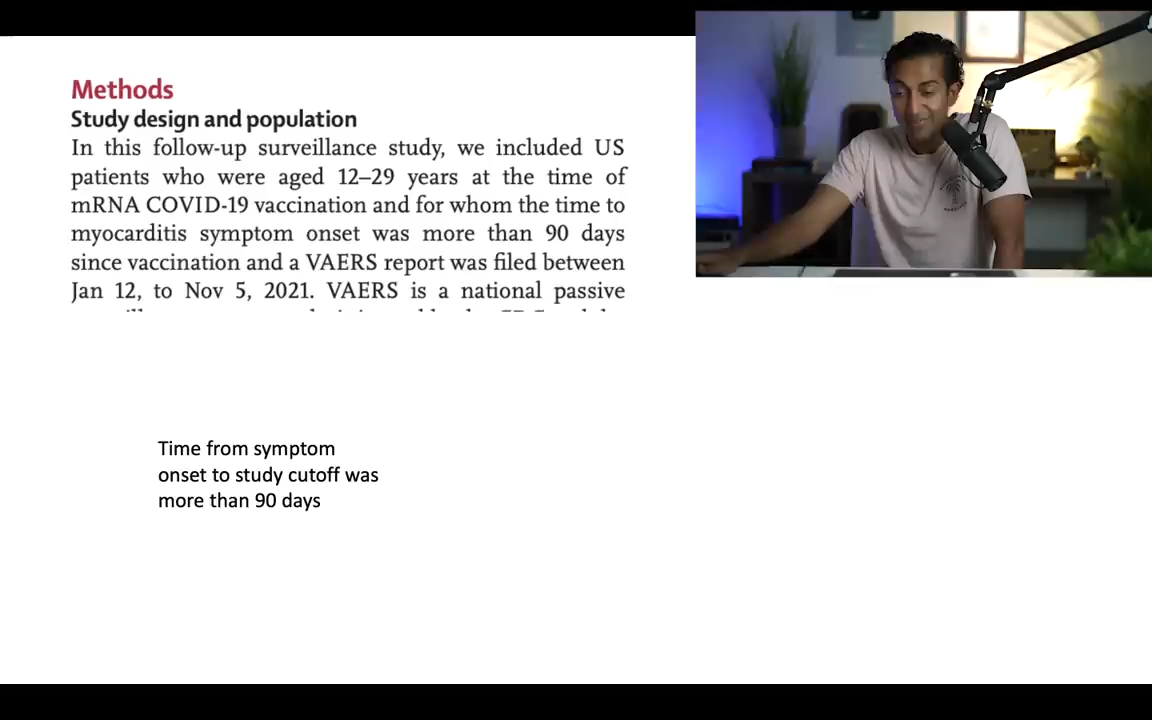 Methods
Study design and population
In this follow-up surveillance study, we included US
patients who were aged 12–29 years at the time of
mRNA COVID-19 vaccination and for whom the time to
myocarditis symptom onset was more than 90 days
since vaccination and a VAERS report was filed between
Jan 12, to Nov 5, 2021. VAERS is a national passive
Time from symptom
onset to study cutoff was
more than 90 days